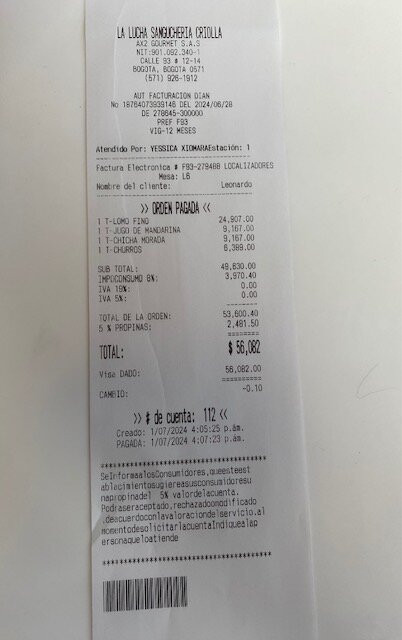 LA LUCHA SANGUCHERIA CRIOLLA
AX2 GOURMET S.A.S
NIT:901.092.340-1
CALLE 93 # 12-14
BOGOTA, BOGOTA 0571
(571) 926-1912
AUT FACTURACION DIAN
No 18764073939146 DEL 2024/06/28
DE 278645-300000
PREF F93
VIG-12 MESES
Atendido Por: YESSICA XIOMARAEstación: 1
Factura Electronica # F93-279488 LOCALIZADORES
Mesa: L6
Nombre del cliente: Leonardo
>> ORDEN PAGADA <<
1 T-LOMO FINO 24,907.00
1 T-JUGO DE MANDARINA 9,167.00
1 T-CHICHA MORADA 9,167.00
1 T-CHURROS 6,389.00
SUB TOTAL: 49,630.00
IMPOCONSUMO 8%: 3,970.40
IVA 19%: 0.00
IVA 5%: 0.00
TOTAL DE LA ORDEN: 53,600.40
5 % PROPINAS: 2,481.50
TOTAL: $ 56,082
Visa DADO: 56,082.00
CAMBIO: -0.10
>> # de cuenta: 112 <<
Creado: 1/07/2024 4:05:25 p.àm.
PAGADA: 1/07/2024 4:07:23 p.àm.
SeInformaalosConsumidores,queesteest
ablecimientosugiereasusconsumidoresu
napropinadel 5% valordelacuenta.
Podraseraceptado,rechazadoomodificado
.deacuerdoconlavaloraciondelservicio.al
momentodesolicitarlacuentaIndiquealap
ersonaqueloatiende